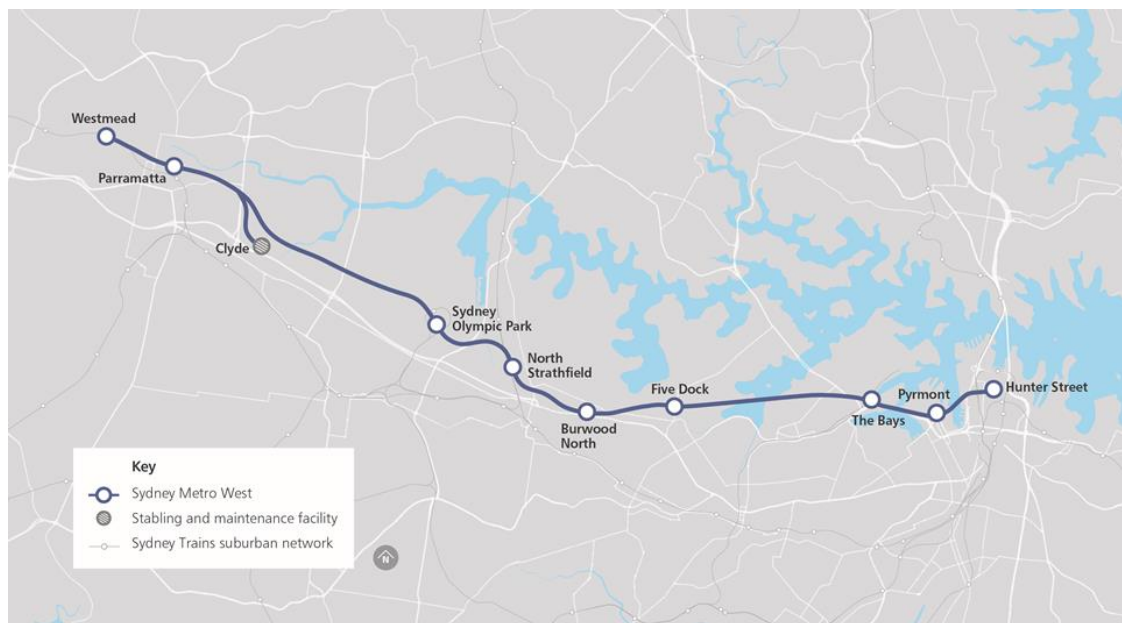 Westmead
Parramatta
Clyde
Sydney
Olympic Park
North
Strathfield
Five Dock
Burwood
North
Pyrmont
The Bays
Hunter Street
Key
Sydney Metro West
Stabling and maintenance facility
Sydney Trains suburban network
N